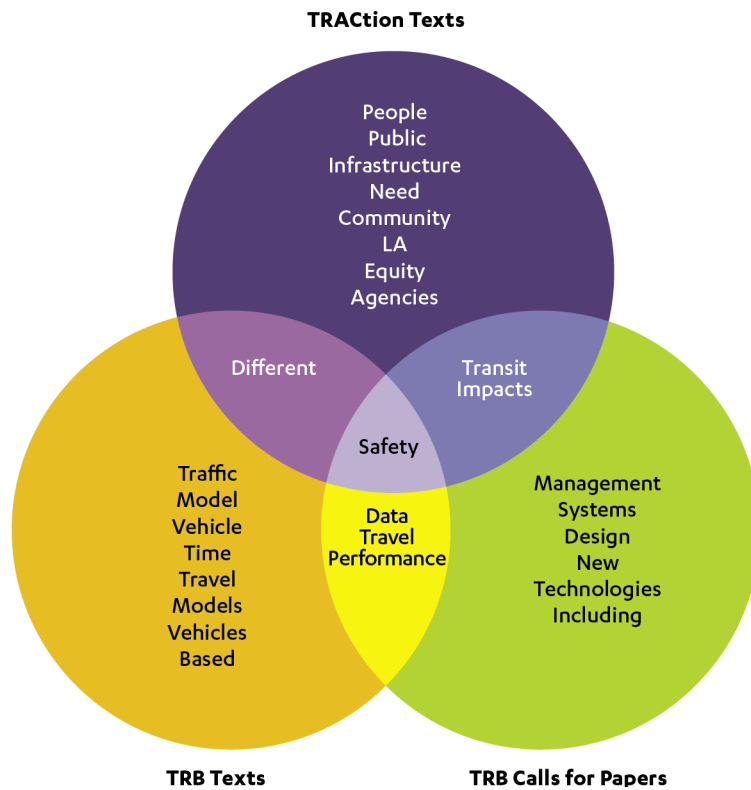 TRACtion Texts
People
Public
Infrastructure
Need
Community
LA
Equity
Agencies
Different
Transit
Impacts
Safety
Traffic
Model
Vehicle
Time
Travel
Models
Vehicles
Based
Data
Travel
Performance
Management
Systems
Design
New
Technologies
Including
TRB Texts
TRB Calls for Papers